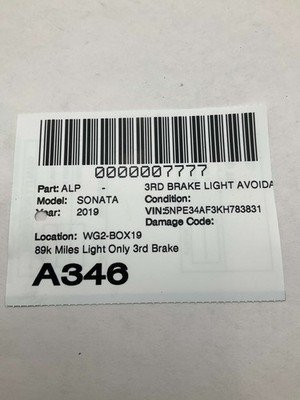 0000007777
Part: ALP - 3RD BRAKE LIGHT AVOIDA
Model: SONATA Condition:
Year: 2019 VIN:5NPE34AF3KH783831
Damage Code:
Location: WG2-BOX19
89k Miles Light Only 3rd Brake
A346